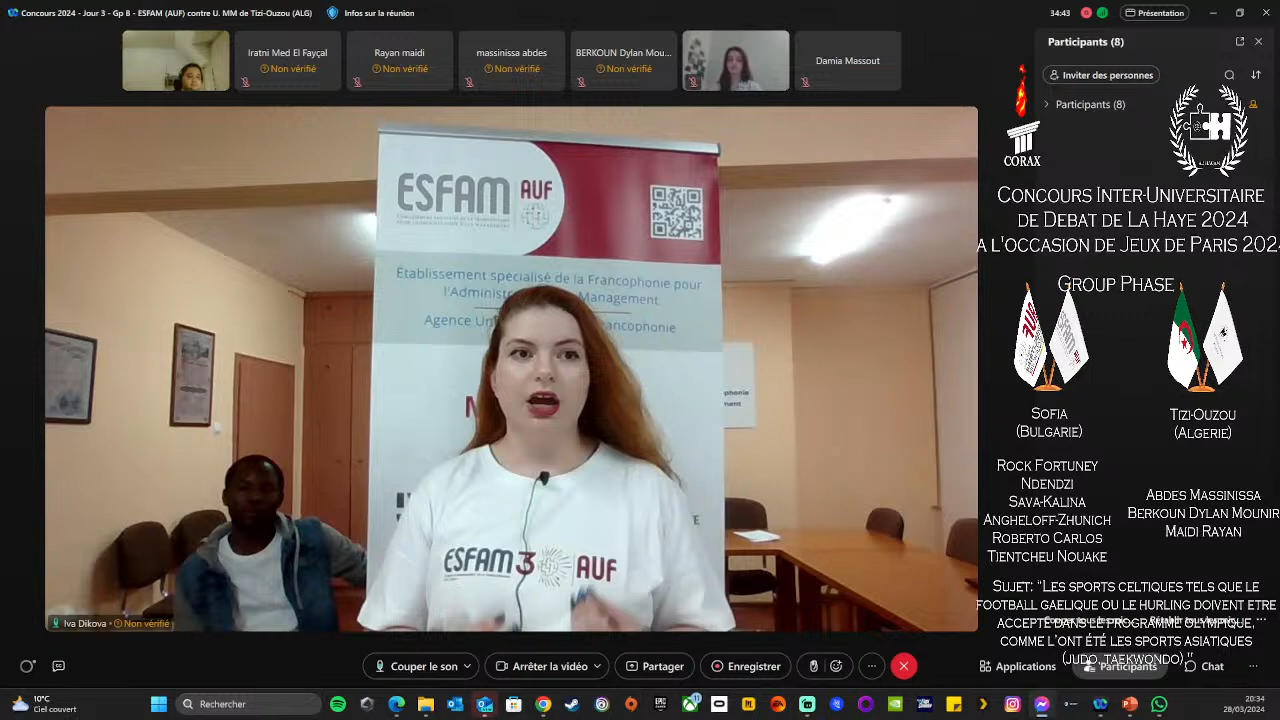 Concours 2024 - Jour 3 - Gp B - ESFAM (AUF) contre U. MM de Tizi-Ouzou (ALG)
Infos sur la réunion
34:43
Présentation
Iratni Med El Fayçal
Non vérifié
Rayan maidi
Non vérifié
massinissa abdes
Non vérifié
BERKOUN Dylan Mou...
Non vérifié
Damia Massout
Participants (8)
Inviter des personnes
Participants (8)
CORAX
CONCOURS INTER-UNIVERSITAIRE
DE DEBAT DE LA HAYE 2024
A L'OCCASION DE JEUX DE PARIS 202
GROUP PHASE
SOFIA
(BULGARIE)
TIZI-OUZOU
(ALGERIE)
ROCK FORTUNEY
NDENDZI
SAVA-KALINA
ANGHELOFF-ZHUNICH
ROBERTO CARLOS
TIENTCHEU NOUAKE
ABDES MASSINISSA
BERKOUN DYLAN MOUNIR
MAIDI RAYAN
SUJET: "LES SPORTS CELTIQUES TELS QUE LE
FOOTBALL GAELIQUE OU LE HURLING DOIVENT ETRE
ACCEPTE DANS LE PROGRAMME OLYMPIQUE,
COMME L'ONT ÉTÉ LES SPORTS ASIATIQUES
(JUDO, TAEKWONDO)."
ESFAM AUF
Établissement spécialisé de la Francophonie pour
l'Administ Management
Agence Un ancophonie
ESFAM 30 AUF
Iva Dikova • Non vérifié
Couper le son
Arrêter la vidéo
Partager
Enregistrer
Applications
Participants
Chat
10°C
Ciel couvert
Rechercher
20:34
28/03/2024